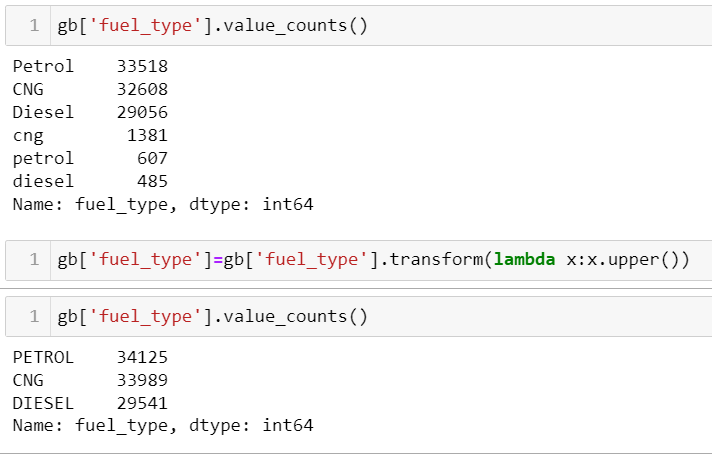 1 gb['fuel_type'].value_counts()
Petrol 33518
CNG 32608
Diesel 29056
cng 1381
petrol 607
diesel 485
Name: fuel_type, dtype: int64
1 gb['fuel_type']=gb['fuel_type'].transform(lambda x:x.upper())
1 gb['fuel_type'].value_counts()
PETROL 34125
CNG 33989
DIESEL 29541
Name: fuel_type, dtype: int64